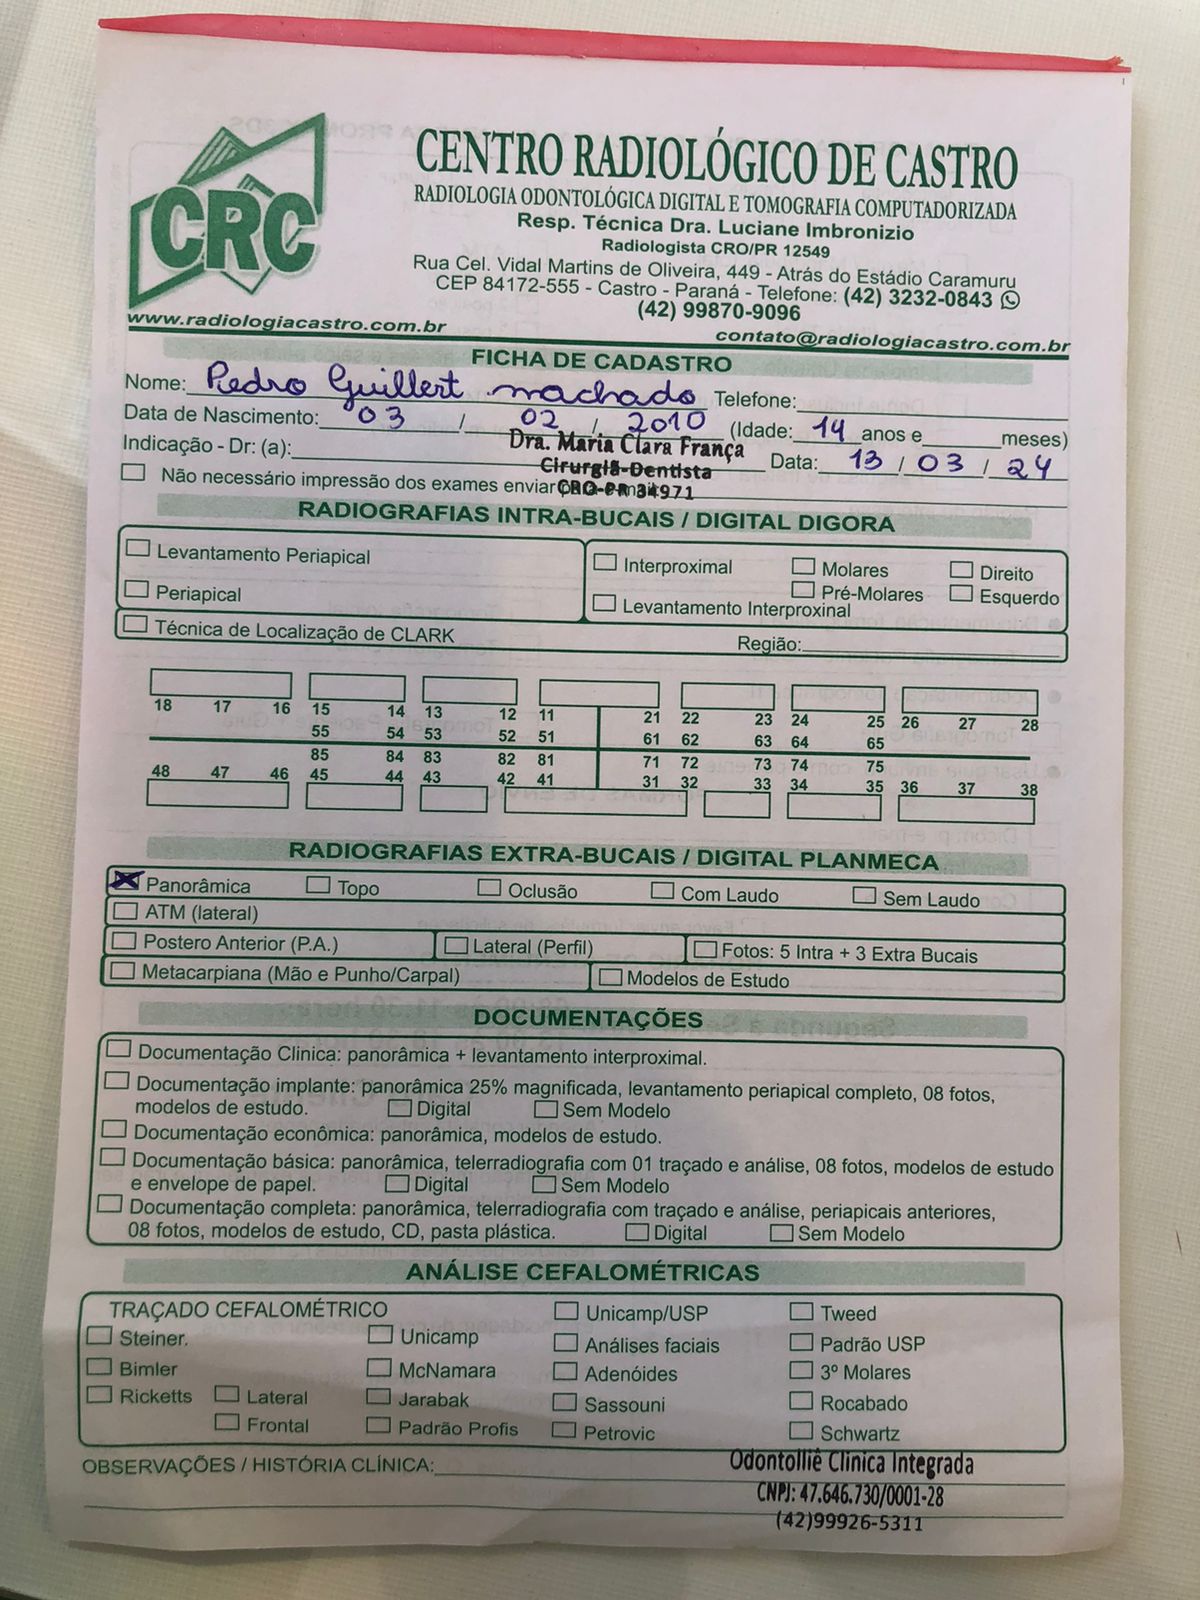 CRC
CENTRO RADIOLÓGICO DE CASTRO
RADIOLOGIA ODONTOLÓGICA DIGITAL E TOMOGRAFIA COMPUTADORIZADA
Resp. Técnica Dra. Luciane Imbronizio
Radiologista CRO/PR 12549
Rua Cel. Vidal Martins de Oliveira, 449 - Atrás do Estádio Caramuru
CEP 84172-555 - Castro - Paraná - Telefone: (42) 3232-0843
(42) 99870-9096
www.radiologiacastro.com.br contato@radiologiacastro.com.br
FICHA DE CADASTRO
Nome: Piedro Guillert machado Telefone:
Data de Nascimento: 03 / 02 / 2010 (Idade: 14 anos e meses)
Indicação - Dr: (a): Dra. Maria Clara França Data: 13 / 03 / 24
Cirurgiã-Dentista
Não necessário impressão dos exames enviar CRO-PR 34971
RADIOGRAFIAS INTRA-BUCAIS / DIGITAL DIGORA
Levantamento Periapical Interproximal Molares Direito
Periapical Levantamento Interproxinal Pré-Molares Esquerdo
Técnica de Localização de CLARK Região:
18 17 16 15 14 13 12 11 21 22 23 24 25 26 27 28
55 54 53 52 51 61 62 63 64 65
85 84 83 82 81 71 72 73 74 75
48 47 46 45 44 43 42 41 31 32 33 34 35 36 37 38
RADIOGRAFIAS EXTRA-BUCAIS / DIGITAL PLANMECA
X Panorâmica Topo Oclusão Com Laudo Sem Laudo
ATM (lateral)
Postero Anterior (P.A.) Lateral (Perfil) Fotos: 5 Intra + 3 Extra Bucais
Metacarpiana (Mão e Punho/Carpal) Modelos de Estudo
DOCUMENTAÇÕES
Documentação Clinica: panorâmica + levantamento interproximal.
Documentação implante: panorâmica 25% magnificada, levantamento periapical completo, 08 fotos,
modelos de estudo. Digital Sem Modelo
Documentação econômica: panorâmica, modelos de estudo.
Documentação básica: panorâmica, telerradiografia com 01 traçado e análise, 08 fotos, modelos de estudo
e envelope de papel. Digital Sem Modelo
Documentação completa: panorâmica, telerradiografia com traçado e análise, periapicais anteriores,
08 fotos, modelos de estudo, CD, pasta plástica. Digital Sem Modelo
ANÁLISE CEFALOMÉTRICAS
TRAÇADO CEFALOMÉTRICO Unicamp/USP Tweed
Steiner. Unicamp Análises faciais Padrão USP
Bimler McNamara Adenóides 3º Molares
Ricketts Lateral Jarabak Sassouni Rocabado
Frontal Padrão Profis Petrovic Schwartz
OBSERVAÇÕES / HISTÓRIA CLÍNICA: Odontolliê Clinica Integrada
CNPJ: 47.646.730/0001-28
(42)99926-5311